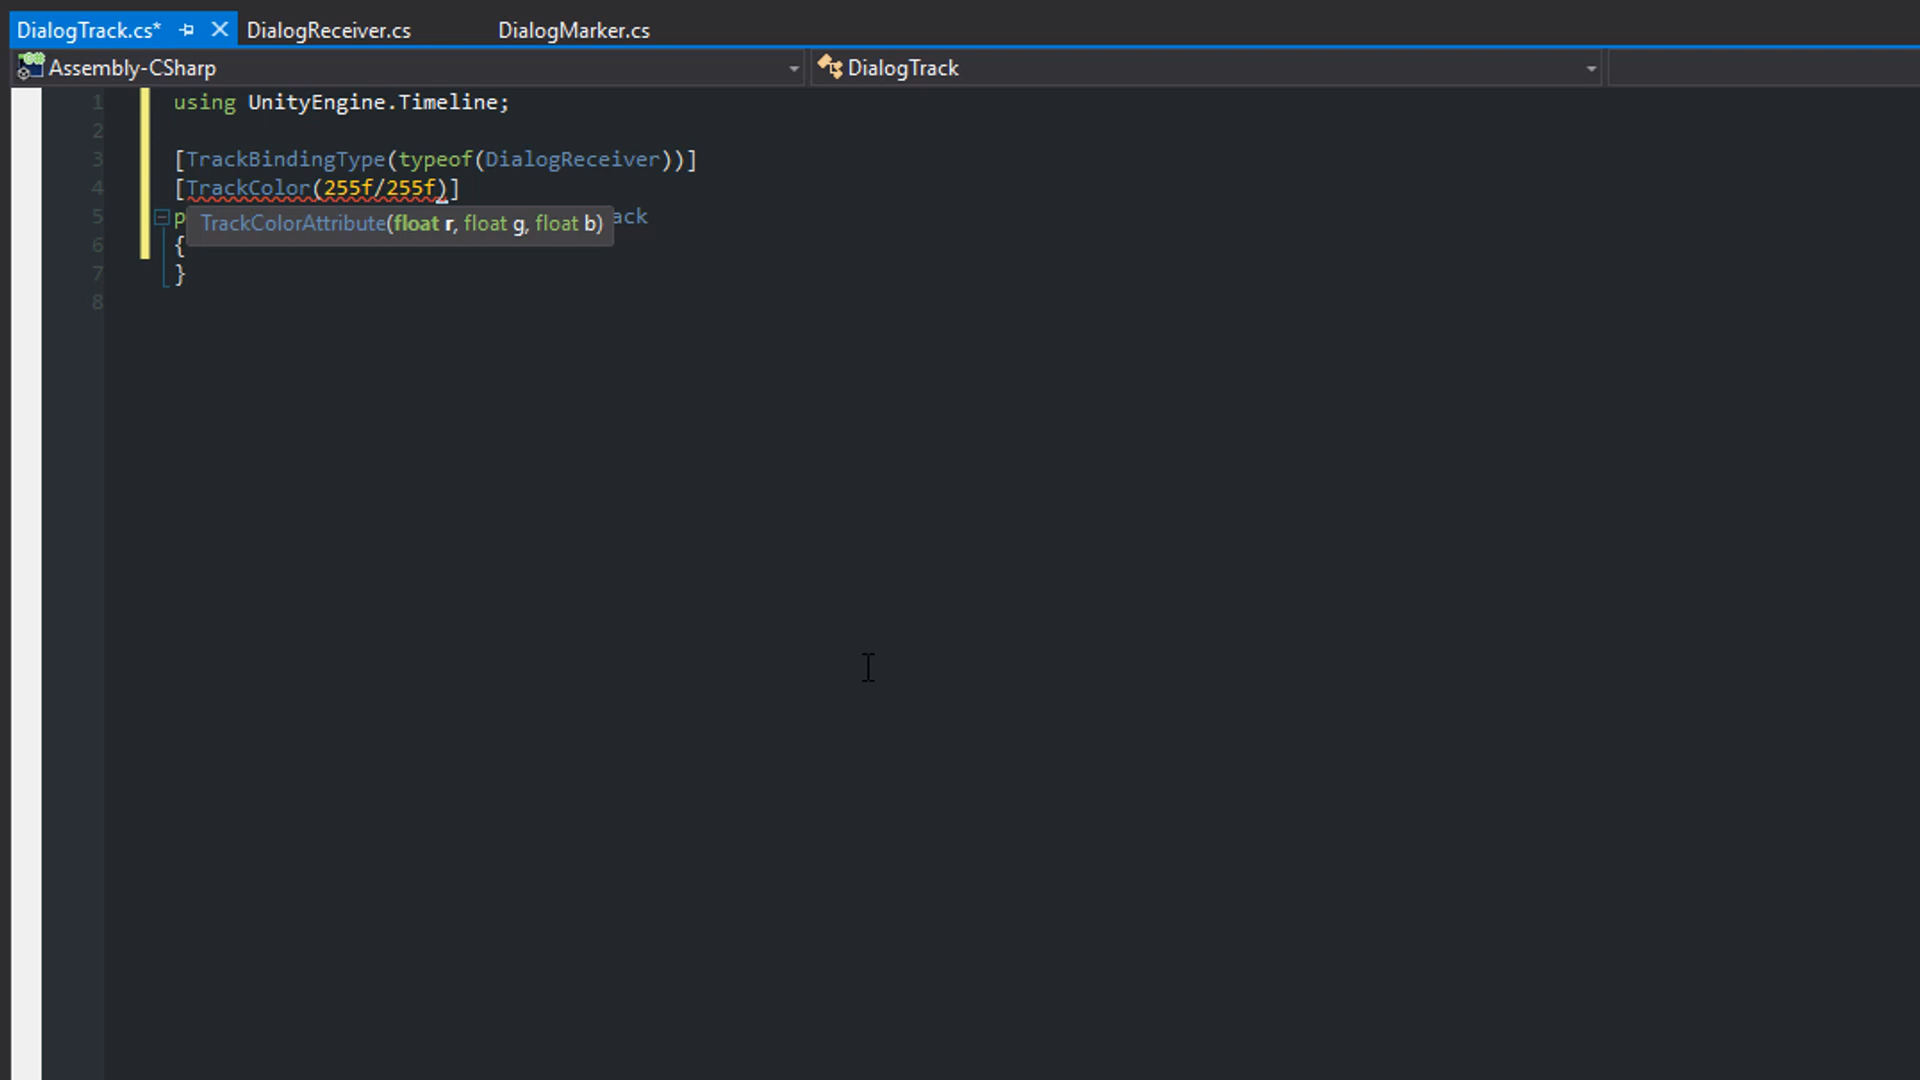 DialogTrack.cs* DialogReceiver.cs DialogMarker.cs
Assembly-CSharp DialogTrack
1 using UnityEngine.Timeline;
2
3 [TrackBindingType(typeof(DialogReceiver))]
4 [TrackColor(255f/255f)]
5 p ack
TrackColorAttribute(float r, float g, float b)
6 {
7 }
8